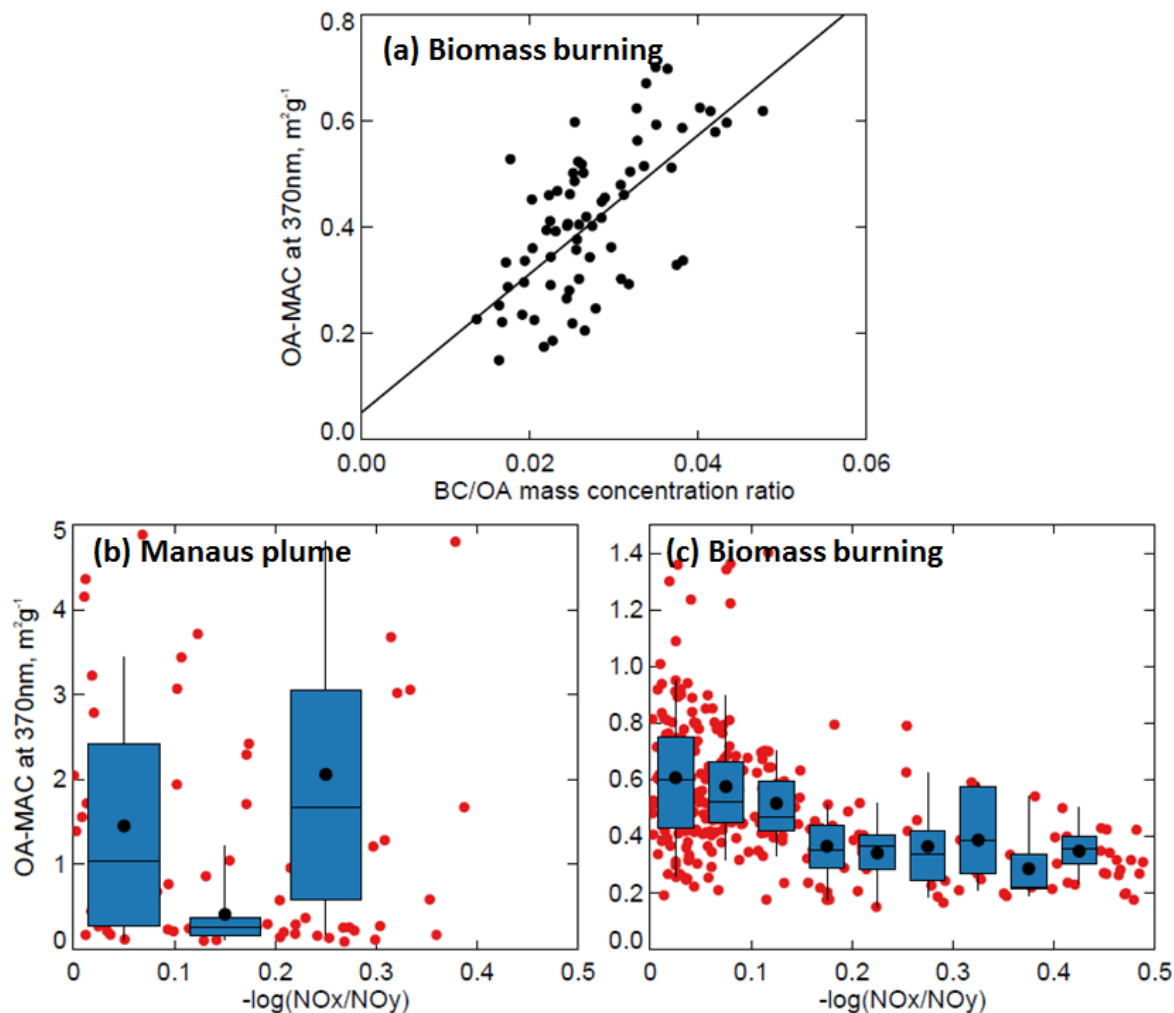 (a) Biomass burning
OA-MAC at 370nm, m²g⁻¹
0.8
0.6
0.4
0.2
0.0
0.00 0.02 0.04 0.06
BC/OA mass concentration ratio
(b) Manaus plume
OA-MAC at 370nm, m²g⁻¹
5
4
3
2
1
0
0 0.1 0.2 0.3 0.4 0.5
-log(NOx/NOy)
(c) Biomass burning
1.4
1.2
1.0
0.8
0.6
0.4
0.2
0.0
0 0.1 0.2 0.3 0.4 0.5
-log(NOx/NOy)